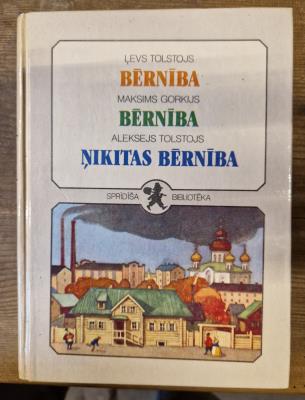 ĻEVS TOLSTOJS
BĒRNĪBA
MAKSIMS GORKIJS
BĒRNĪBA
ALEKSEJS TOLSTOJS
ŅIKITAS BĒRNĪBA
SPRĪDĪŠA BIBLIOTĒKA